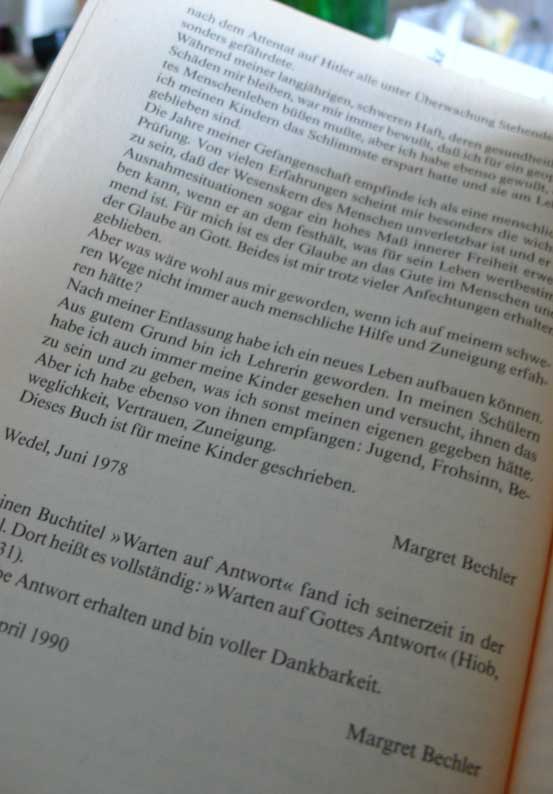 nach dem Attentat auf Hitler alle unter Überwachung Stehenden
sonders gefährdete.
Während meiner langjährigen, schweren Haft, deren gesundheit
Schäden mir bleiben, war mir immer bewußt, daß ich für ein
tes Menschenleben büßen mußte, aber ich habe ebenso gewußt,
ich meinen Kindern das Schlimmste erspart hatte und sie am Le-
geblieben sind.
Die Jahre meiner Gefangenschaft empfinde ich als eine menschli
Prüfung. Von vielen Erfahrungen scheint mir besonders die wich
zu sein, daß der Wesenskern des Menschen unverletzbar ist und er
Ausnahmesituationen sogar ein hohes Maß innerer Freiheit erwe
ben kann, wenn er an dem festhält, was für sein Leben wertbestim
mend ist. Für mich ist es der Glaube an das Gute im Menschen und
der Glaube an Gott. Beides ist mir trotz vieler Anfechtungen erhalten
geblieben.
Aber was wäre wohl aus mir geworden, wenn ich auf meinem schwe-
ren Wege nicht immer auch menschliche Hilfe und Zuneigung erfah-
ren hätte?
Nach meiner Entlassung habe ich ein neues Leben aufbauen können.
Aus gutem Grund bin ich Lehrerin geworden. In meinen Schülern
habe ich auch immer meine Kinder gesehen und versucht, ihnen das
zu sein und zu geben, was ich sonst meinen eigenen gegeben hätte.
Aber ich habe ebenso von ihnen empfangen: Jugend, Frohsinn, Be-
weglichkeit, Vertrauen, Zuneigung.
Dieses Buch ist für meine Kinder geschrieben.
Wedel, Juni 1978
Margret Bechler
inen Buchtitel »Warten auf Antwort« fand ich seinerzeit in der
l. Dort heißt es vollständig: »Warten auf Gottes Antwort« (Hiob,
31).
be Antwort erhalten und bin voller Dankbarkeit.
pril 1990
Margret Bechler